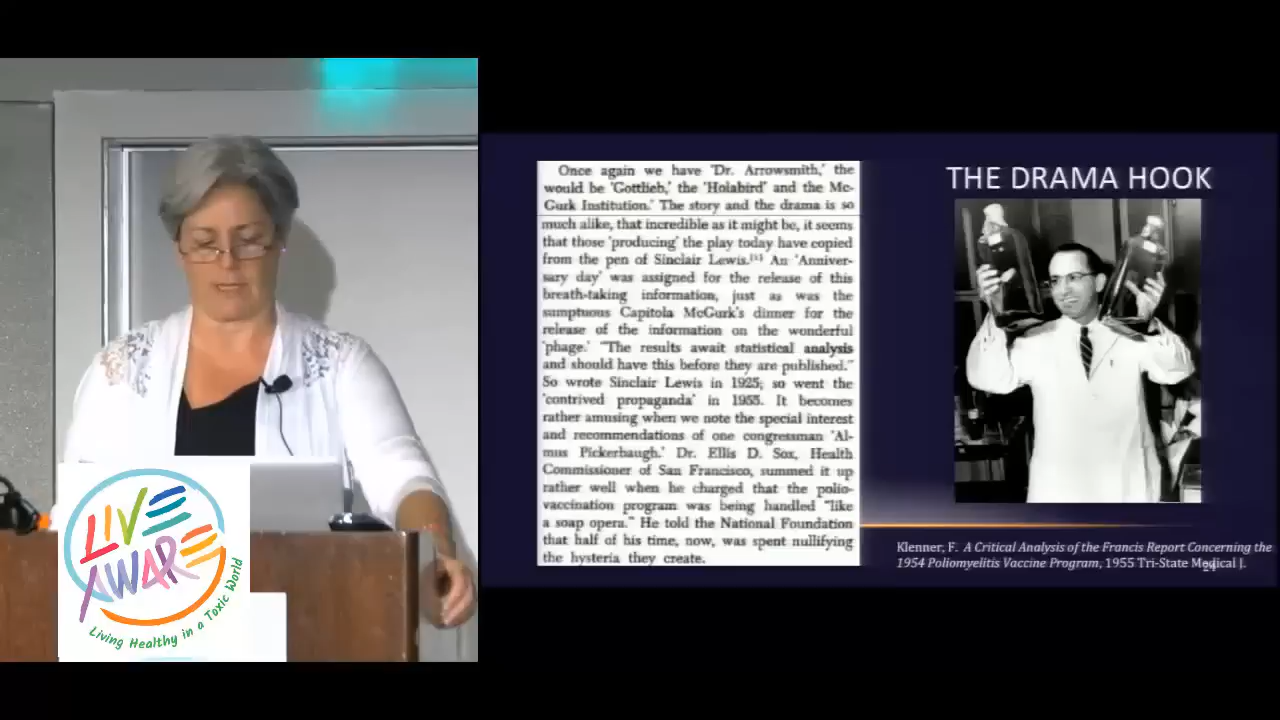 Once again we have 'Dr. Arrowsmith,' the
would be 'Gottlieb,' the 'Holabird' and the Mc-
Gurk Institution.' The story and the drama is so
much alike, that incredible as it might be, it seems
that those 'producing' the play today have copied
from the pen of Sinclair Lewis.[1] An 'Anniver-
sary day' was assigned for the release of this
breath-taking information, just as was the
sumptuous Capitola McGurk's dinner for the
release of the information on the wonderful
'phage.' "The results await statistical analysis
and should have this before they are published."
So wrote Sinclair Lewis in 1925; so went the
'contrived propaganda' in 1955. It becomes
rather amusing when we note the special interest
and recommendations of one congressman 'Al-
mus Pickerbaugh.' Dr. Ellis D. Sox, Health
Commissioner of San Francisco, summed it up
rather well when he charged that the polio-
vaccination program was being handled "like
a soap opera." He told the National Foundation
that half of his time, now, was spent nullifying
the hysteria they create.
THE DRAMA HOOK
Klenner, F. A Critical Analysis of the Francis Report Concerning the
1954 Poliomyelitis Vaccine Program, 1955 Tri-State Medical J.
LIVE
AWARE
Living Healthy in a Toxic World